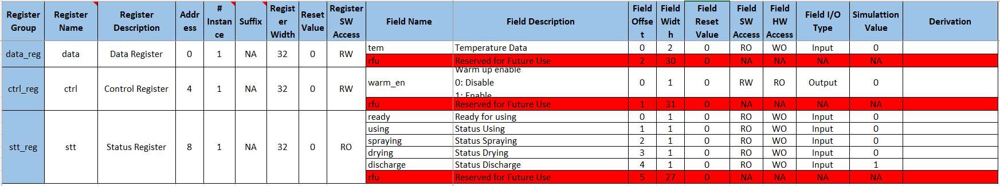 Register Group	Register Name	Register Description	Addr ess	# Instan ce	Suffix	Regist er Width	Reset Value	Register SW Access	Field Name	Field Description	Field Offse t	Field Widt h	Field Reset Value	Field SW Access	Field HW Access	Field I/O Type	Simulattion Value	Derivation
data_reg	data	Data Register	0	1	NA	32	0	RW	tem	Temperature Data	0	2	0	RO	WO	Input	0
rfu	Reserved for Future Use	2	30	0	NA	NA	NA	NA
ctrl_reg	ctrl	Control Register	4	1	NA	32	0	RW	warm_en	Warm up enable 0: Disable 1: Enable	0	1	0	RW	RO	Output	0
rfu	Reserved for Future Use	1	31	0	NA	NA	NA	NA
stt_reg	stt	Status Register	8	1	NA	32	0	RO	ready	Ready for using	0	1	0	RO	WO	Input	0
using	Status Using	1	1	0	RO	WO	Input	0
spraying	Status Spraying	2	1	0	RO	WO	Input	0
drying	Status Drying	3	1	0	RO	WO	Input	0
discharge	Status Discharge	4	1	0	RO	WO	Input	1
rfu	Reserved for Future Use	5	27	0	NA	NA	NA	NA